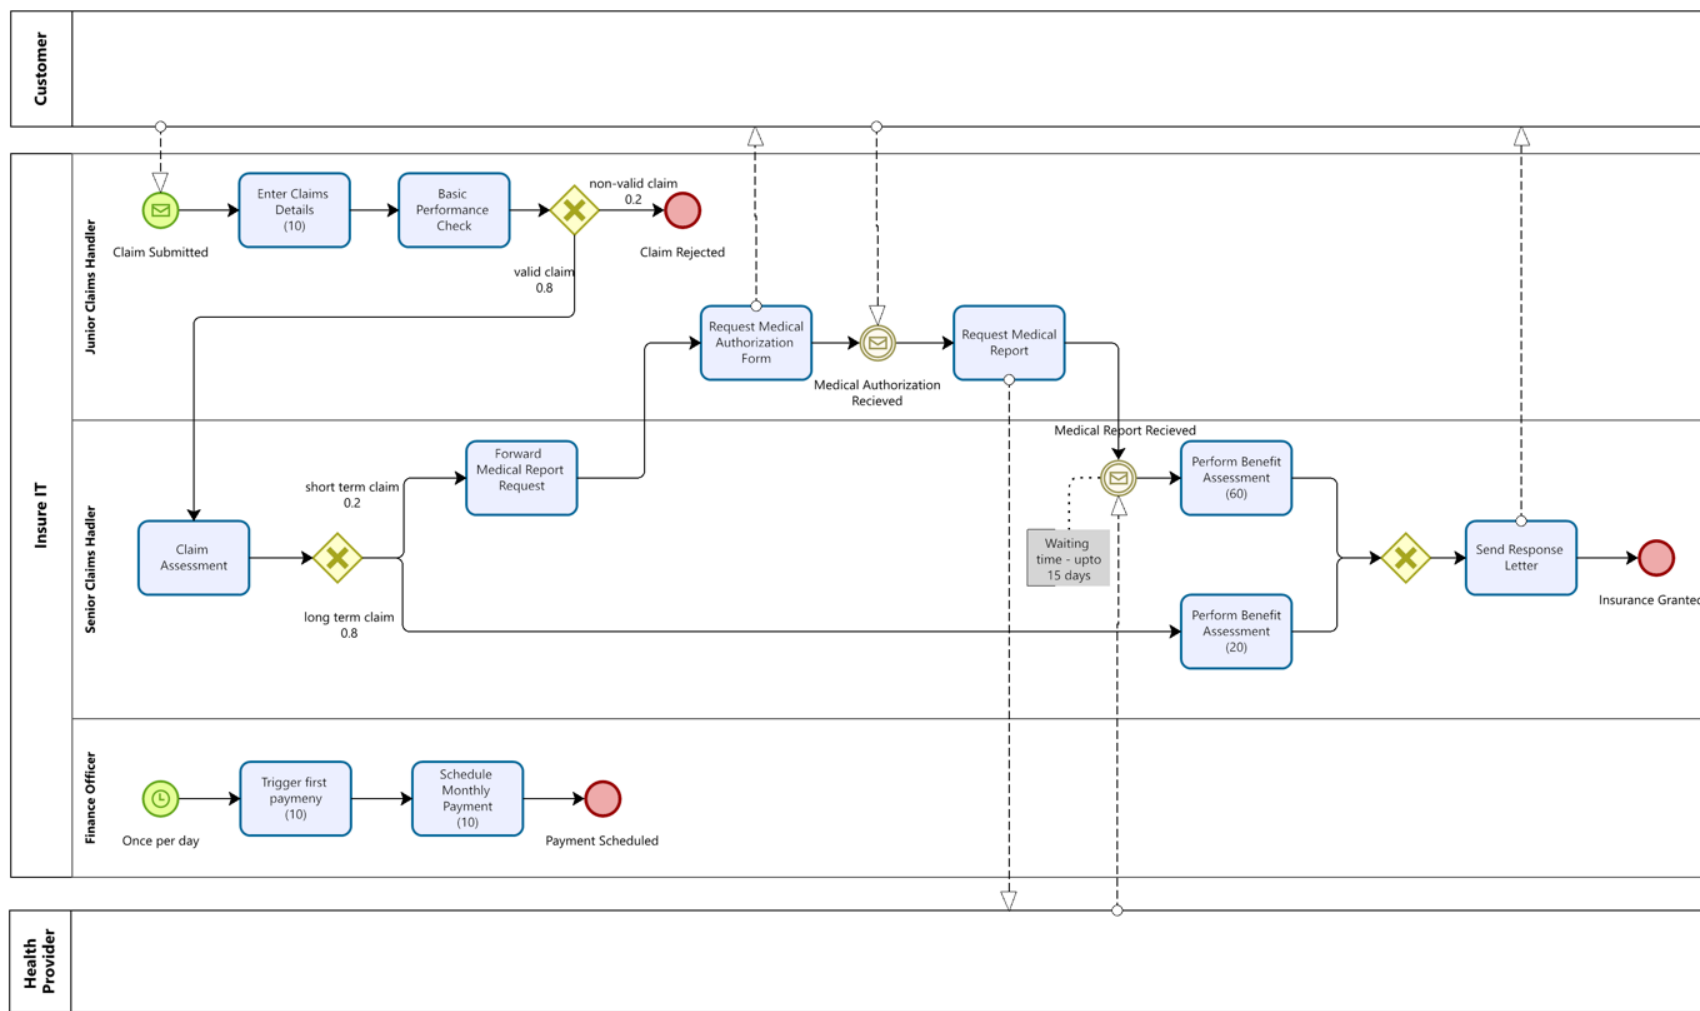 Customer
Insure IT
Junior Claims Handler
Claim Submitted
Enter Claims
Details
(10)
Basic
Performance
Check
non-valid claim
0.2
Claim Rejected
valid claim
0.8
Request Medical
Authorization
Form
Medical Authorization
Recieved
Request Medical
Report
Senior Claims Hadler
Claim
Assessment
short term claim
0.2
long term claim
0.8
Forward
Medical Report
Request
Medical Report Recieved
Waiting
time - upto
15 days
Perform Benefit
Assessment
(60)
Perform Benefit
Assessment
(20)
Send Response
Letter
Insurance Granted
Finance Officer
Once per day
Trigger first
paymeny
(10)
Schedule
Monthly
Payment
(10)
Payment Scheduled
Health
Provider